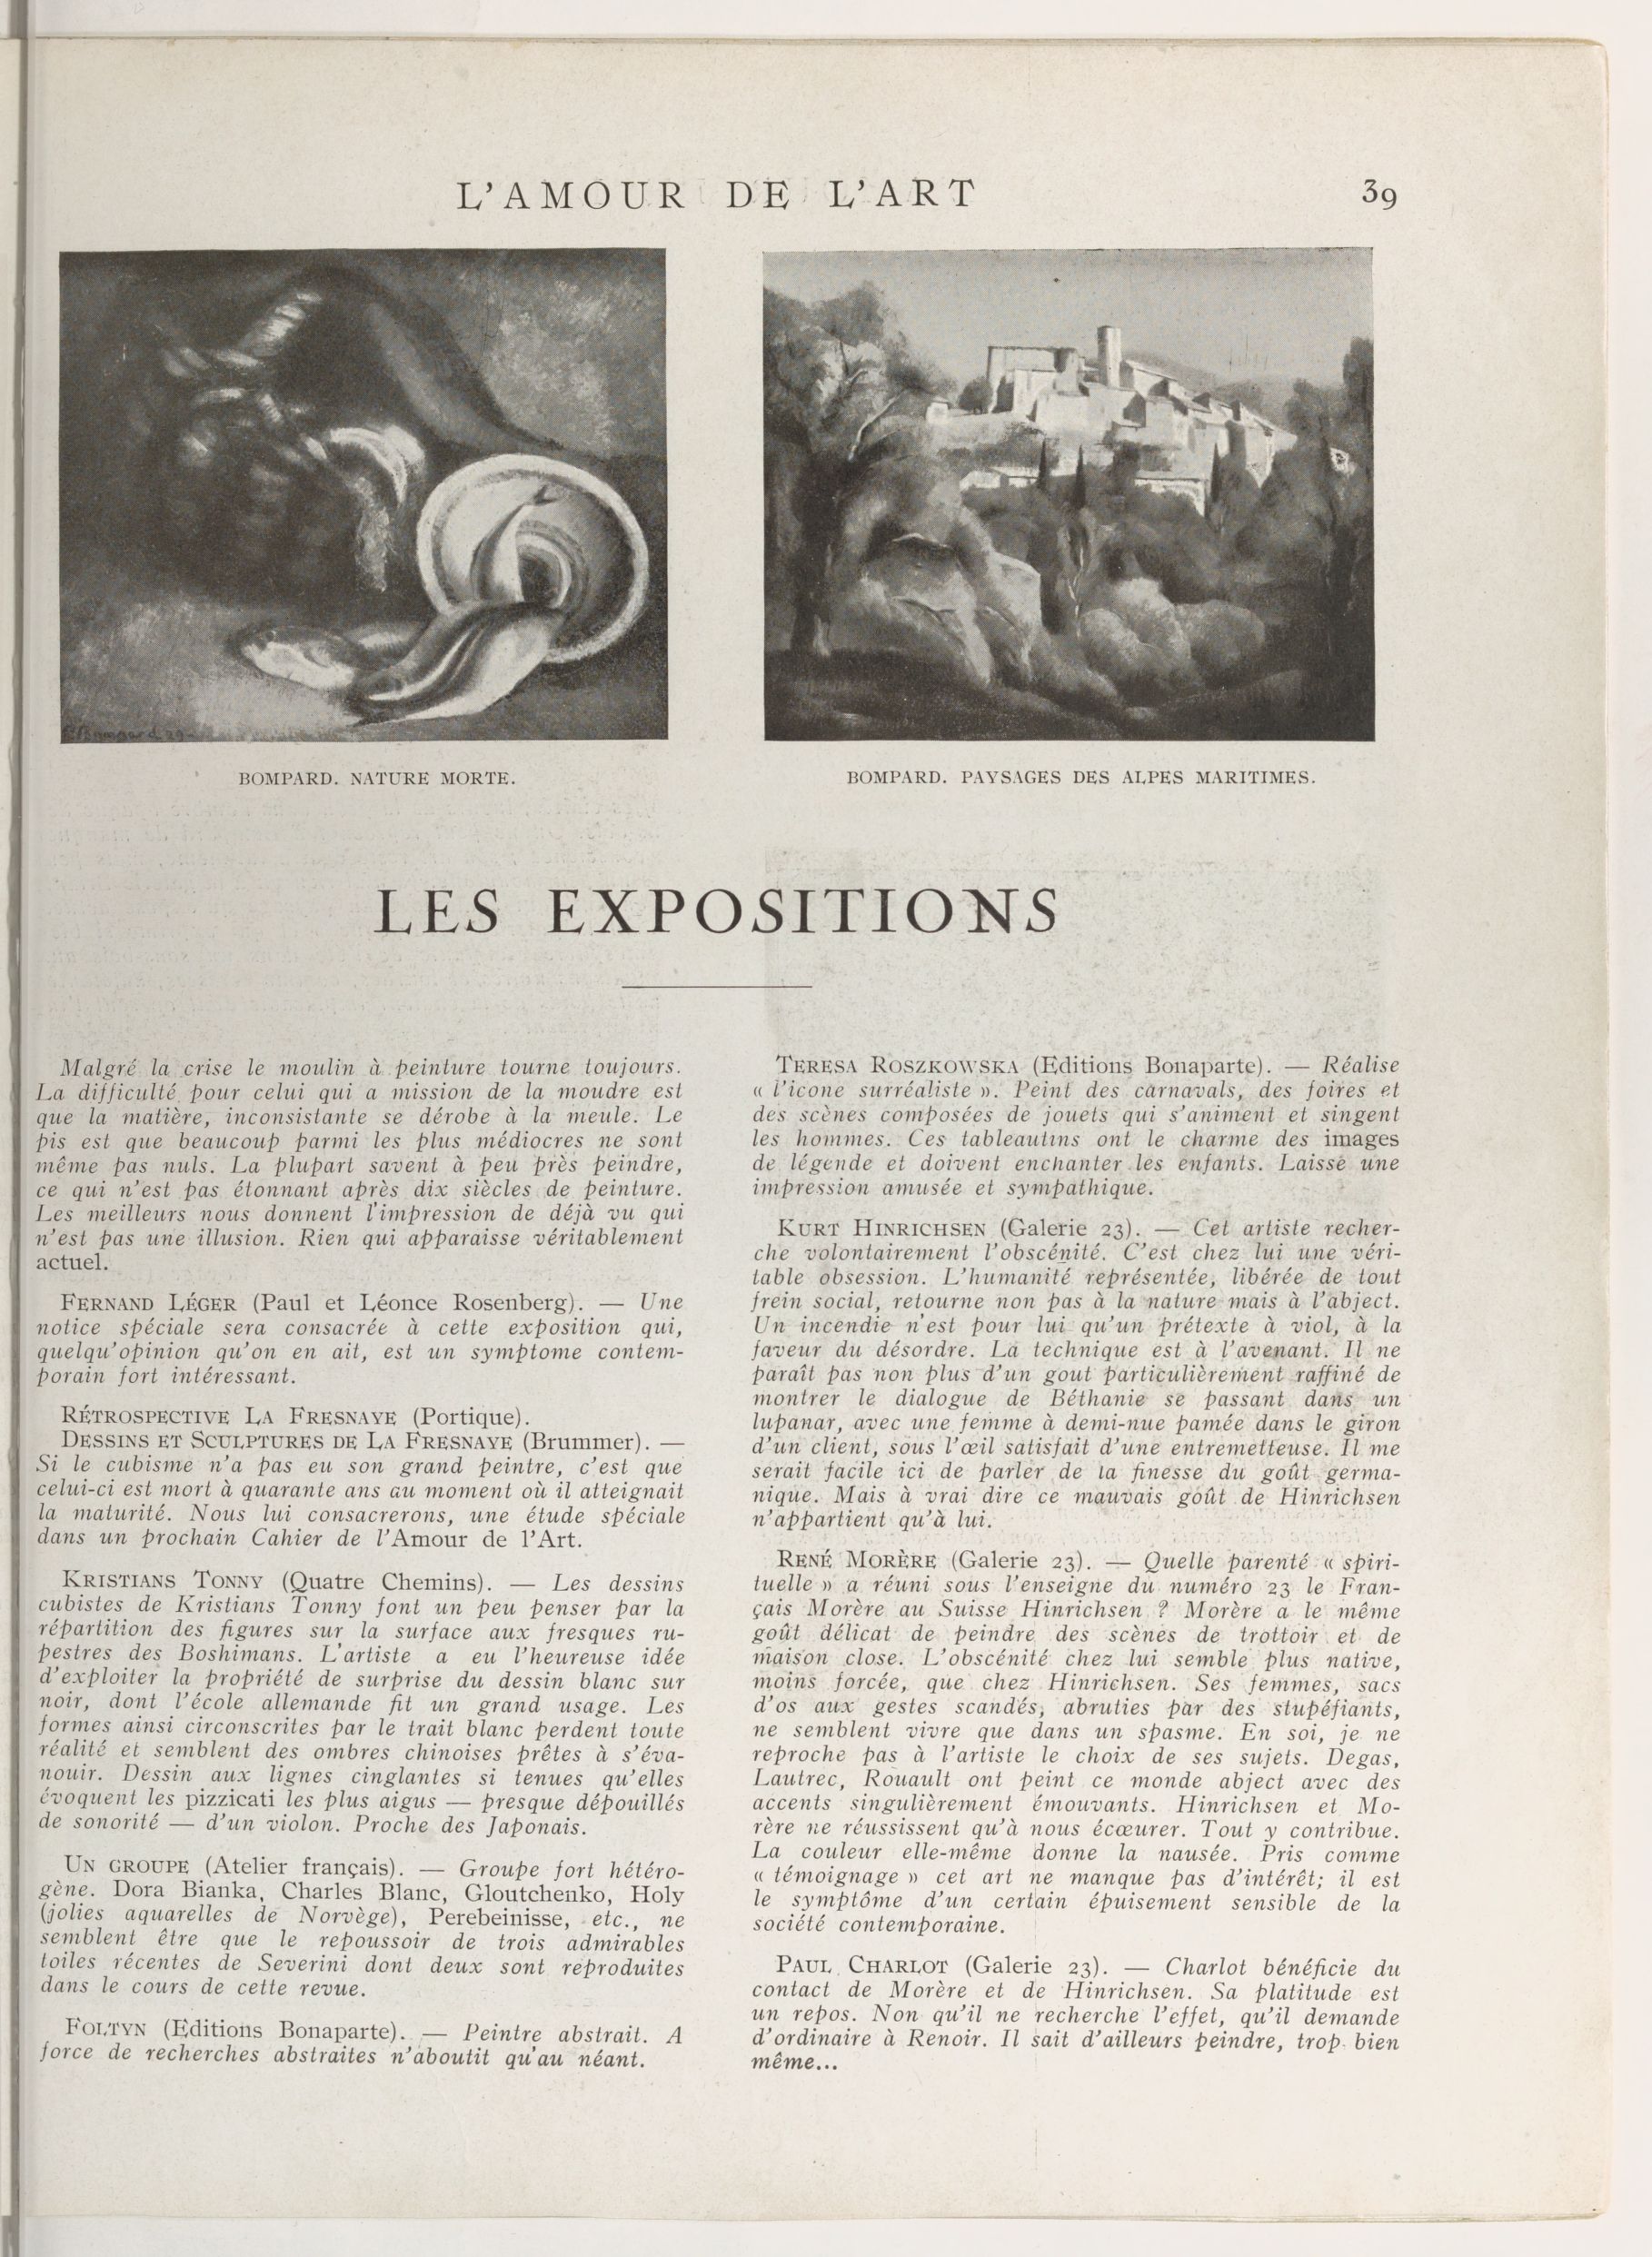 L'AMOUR DE L'ART
39
BOMPARD. NATURE MORTE.
BOMPARD. PAYSAGES DES ALPES MARITIMES.
LES EXPOSITIONS
Malgré la crise le moulin à peinture tourne toujours.
La difficulté pour celui qui a mission de la moudre est
que la matière, inconsistante se dérobe à la meule. Le
pis est que beaucoup parmi les plus médiocres ne sont
même pas nuls. La plupart savent à peu près peindre,
ce qui n'est pas étonnant après dix siècles de peinture.
Les meilleurs nous donnent l'impression de déjà vu qui
n'est pas une illusion. Rien qui apparaisse véritablement
actuel.
FERNAND LÉGER (Paul et Léonce Rosenberg). — Une
notice spéciale sera consacrée à cette exposition qui,
quelqu'opinion qu'on en ait, est un symptome contem-
porain fort intéressant.
RÉTROSPECTIVE LA FRESNAYE (Portique).
DESSINS ET SCULPTURES DE LA FRESNAYE (Brummer). —
Si le cubisme n'a pas eu son grand peintre, c'est que
celui-ci est mort à quarante ans au moment où il atteignait
la maturité. Nous lui consacrerons, une étude spéciale
dans un prochain Cahier de l'Amour de l'Art.
KRISTIANS TONNY (Quatre Chemins). — Les dessins
cubistes de Kristians Tonny font un peu penser par la
répartition des figures sur la surface aux fresques ru-
pestres des Boshimans. L'artiste a eu l'heureuse idée
d'exploiter la propriété de surprise du dessin blanc sur
noir, dont l'école allemande fit un grand usage. Les
formes ainsi circonscrites par le trait blanc perdent toute
réalité et semblent des ombres chinoises prêtes à s'éva-
nouir. Dessin aux lignes cinglantes si tenues qu'elles
évoquent les pizzicati les plus aigus — presque dépouillés
de sonorité — d'un violon. Proche des Japonais.
UN GROUPE (Atelier français). — Groupe fort hétéro-
gène. Dora Bianka, Charles Blanc, Gloutchenko, Holy
(jolies aquarelles de Norvège), Perebeinisse, etc., ne
semblent être que le repoussoir de trois admirables
toiles récentes de Severini dont deux sont reproduites
dans le cours de cette revue.
FOLTYN (Editions Bonaparte). — Peintre abstrait. A
force de recherches abstraites n'aboutit qu'au néant.
TERESA ROSZKOWSKA (Editions Bonaparte). — Réalise
« l'icone surréaliste ». Peint des carnavals, des foires et
des scènes composées de jouets qui s'animent et singent
les hommes. Ces tableautins ont le charme des images
de légende et doivent enchanter les enfants. Laisse une
impression amusée et sympathique.
KURT HINRICHSEN (Galerie 23). — Cet artiste recher-
che volontairement l'obscénité. C'est chez lui une véri-
table obsession. L'humanité représentée, libérée de tout
frein social, retourne non pas à la nature mais à l'abject.
Un incendie n'est pour lui qu'un prétexte à viol, à la
faveur du désordre. La technique est à l'avenant. Il ne
paraît pas non plus d'un gout particulièrement raffiné de
montrer le dialogue de Béthanie se passant dans un
lupanar, avec une femme à demi-nue pamée dans le giron
d'un client, sous l'œil satisfait d'une entremetteuse. Il me
serait facile ici de parler de la finesse du goût germa-
nique. Mais à vrai dire ce mauvais goût de Hinrichsen
n'appartient qu'à lui.
RENÉ MORÈRE (Galerie 23). — Quelle parenté « spiri-
tuelle » a réuni sous l'enseigne du numéro 23 le Fran-
çais Morère au Suisse Hinrichsen ? Morère a le même
goût délicat de peindre des scènes de trottoir et de
maison close. L'obscénité chez lui semble plus native,
moins forcée, que chez Hinrichsen. Ses femmes, sacs
d'os aux gestes scandés, abruties par des stupéfiants,
ne semblent vivre que dans un spasme. En soi, je ne
reproche pas à l'artiste le choix de ses sujets. Degas,
Lautrec, Rouault ont peint ce monde abject avec des
accents singulièrement émouvants. Hinrichsen et Mo-
rère ne réussissent qu'à nous écœurer. Tout y contribue.
La couleur elle-même donne la nausée. Pris comme
« témoignage » cet art ne manque pas d'intérêt; il est
le symptôme d'un certain épuisement sensible de la
société contemporaine.
PAUL CHARLOT (Galerie 23). — Charlot bénéficie du
contact de Morère et de Hinrichsen. Sa platitude est
un repos. Non qu'il ne recherche l'effet, qu'il demande
d'ordinaire à Renoir. Il sait d'ailleurs peindre, trop bien
même...